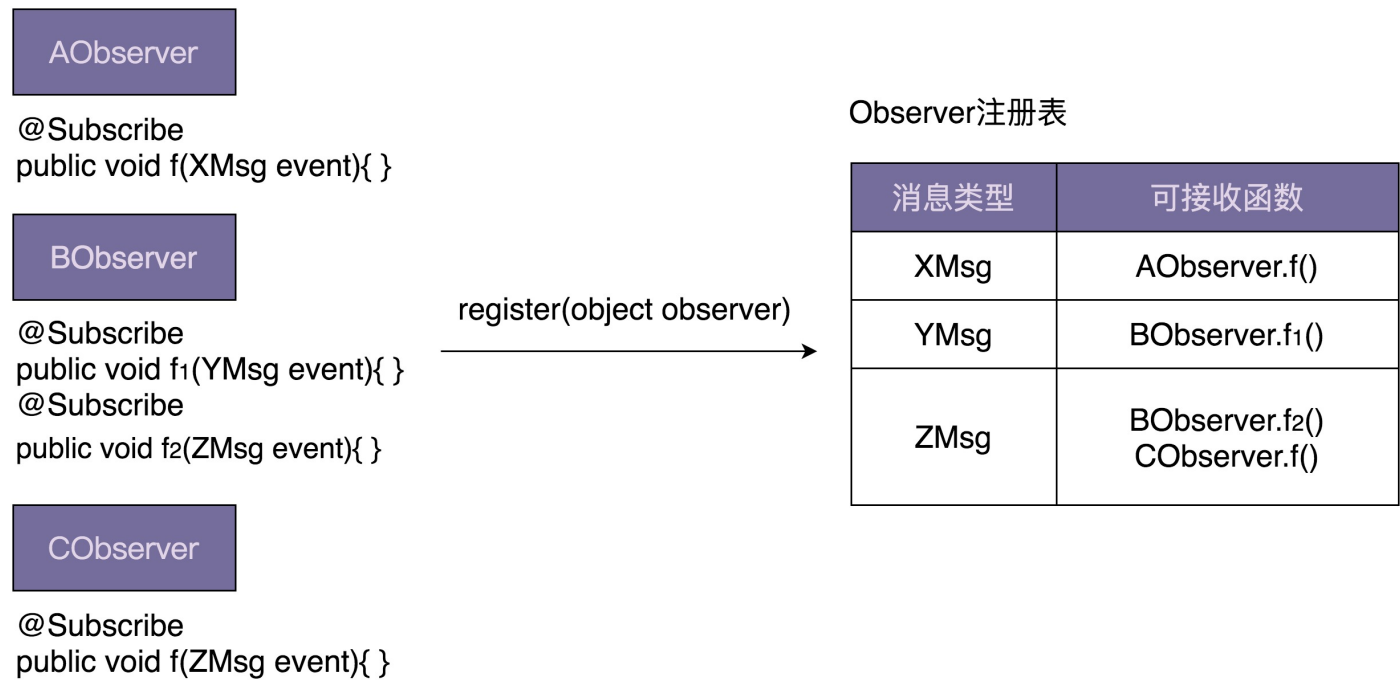 AObserver
@Subscribe
public void f(XMsg event){ }
BObserver
@Subscribe
public void f1(YMsg event){ }
@Subscribe
public void f2(ZMsg event){ }
CObserver
@Subscribe
public void f(ZMsg event){ }
register(object observer)
Observer注册表
消息类型 可接收函数
XMsg AObserver.f()
YMsg BObserver.f1()
ZMsg BObserver.f2()
CObserver.f()